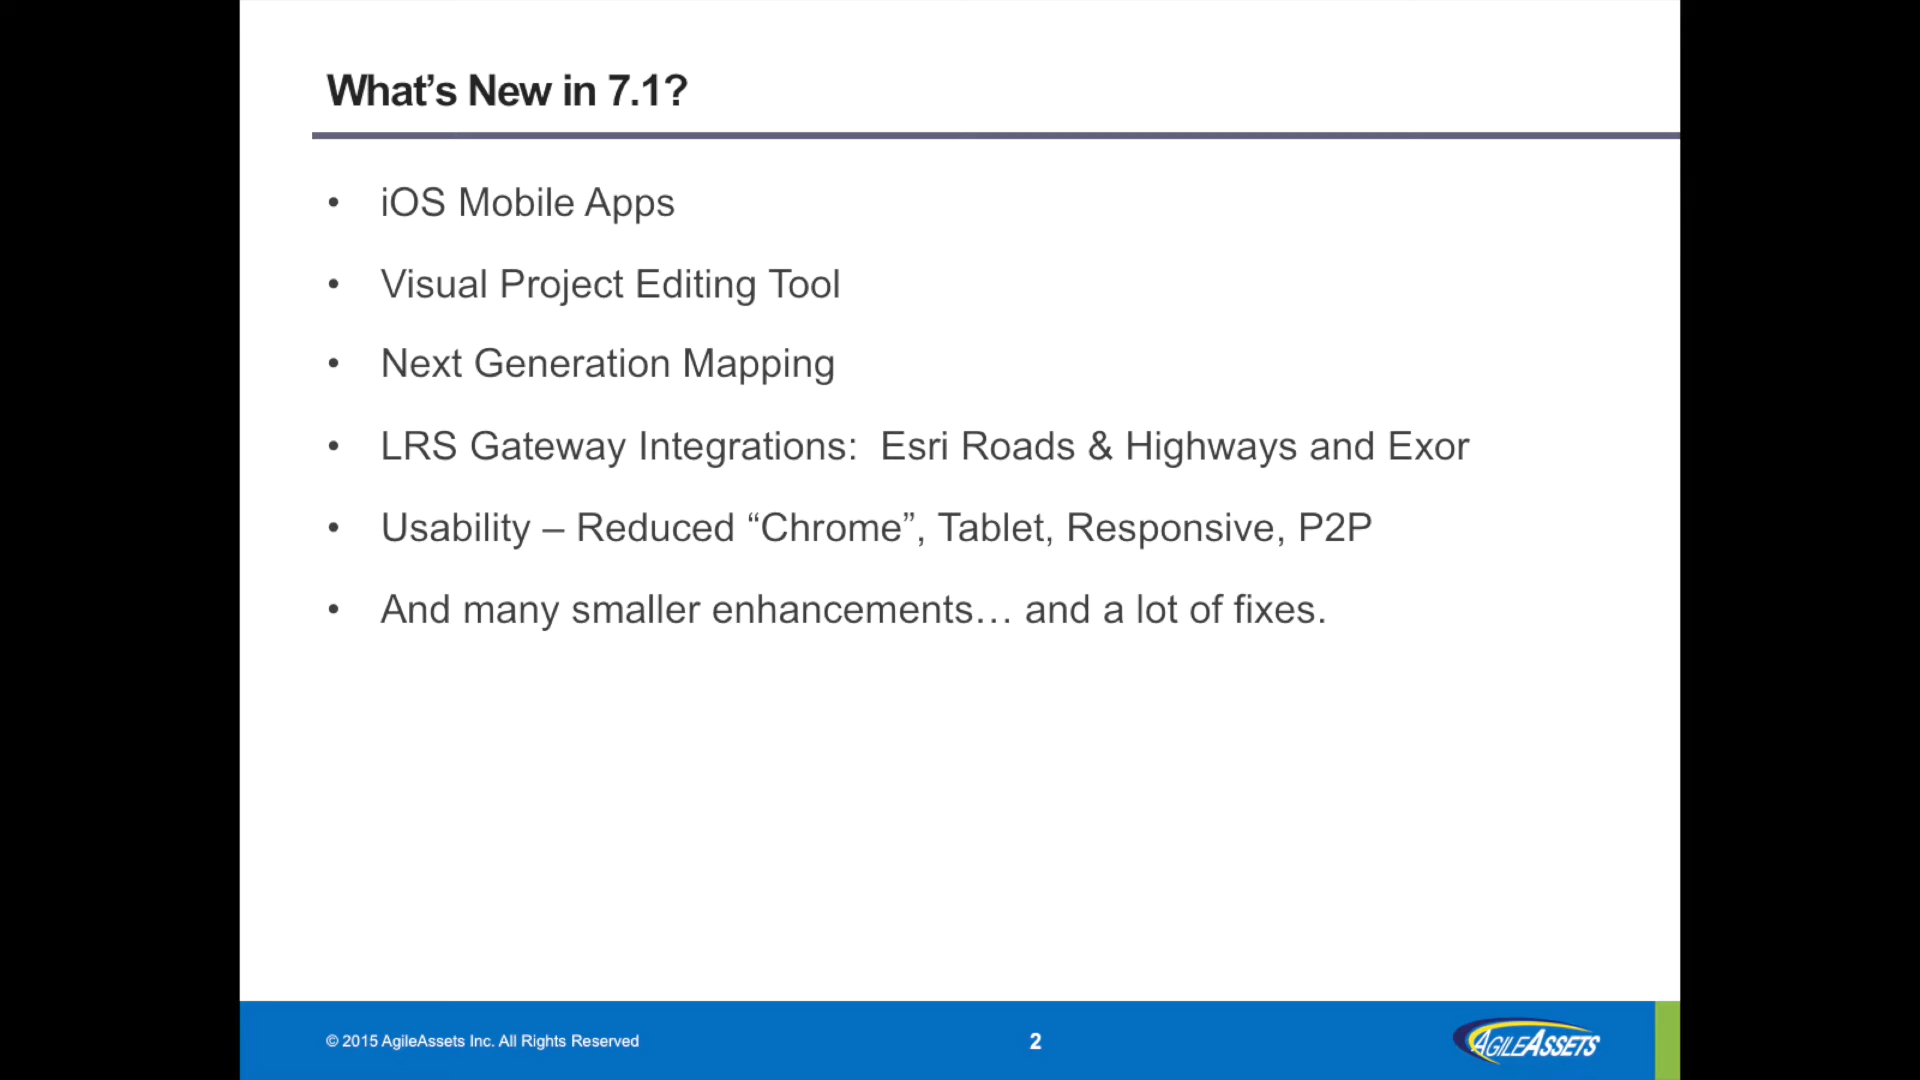 What’s New in 7.1?
• iOS Mobile Apps
• Visual Project Editing Tool
• Next Generation Mapping
• LRS Gateway Integrations:  Esri Roads & Highways and Exor
• Usability – Reduced “Chrome”, Tablet, Responsive, P2P
• And many smaller enhancements… and a lot of fixes.
© 2015 AgileAssets Inc. All Rights Reserved
2
AGILEASSETS